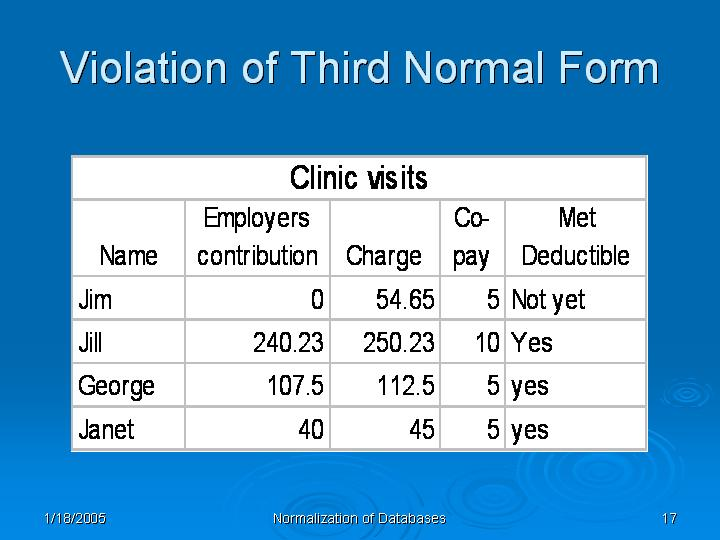 Violation of Third Normal Form
Clinic visits
Name Employers contribution Charge Co-pay Met Deductible
Jim 0 54.65 5 Not yet
Jill 240.23 250.23 10 Yes
George 107.5 112.5 5 yes
Janet 40 45 5 yes
1/18/2005 Normalization of Databases 17